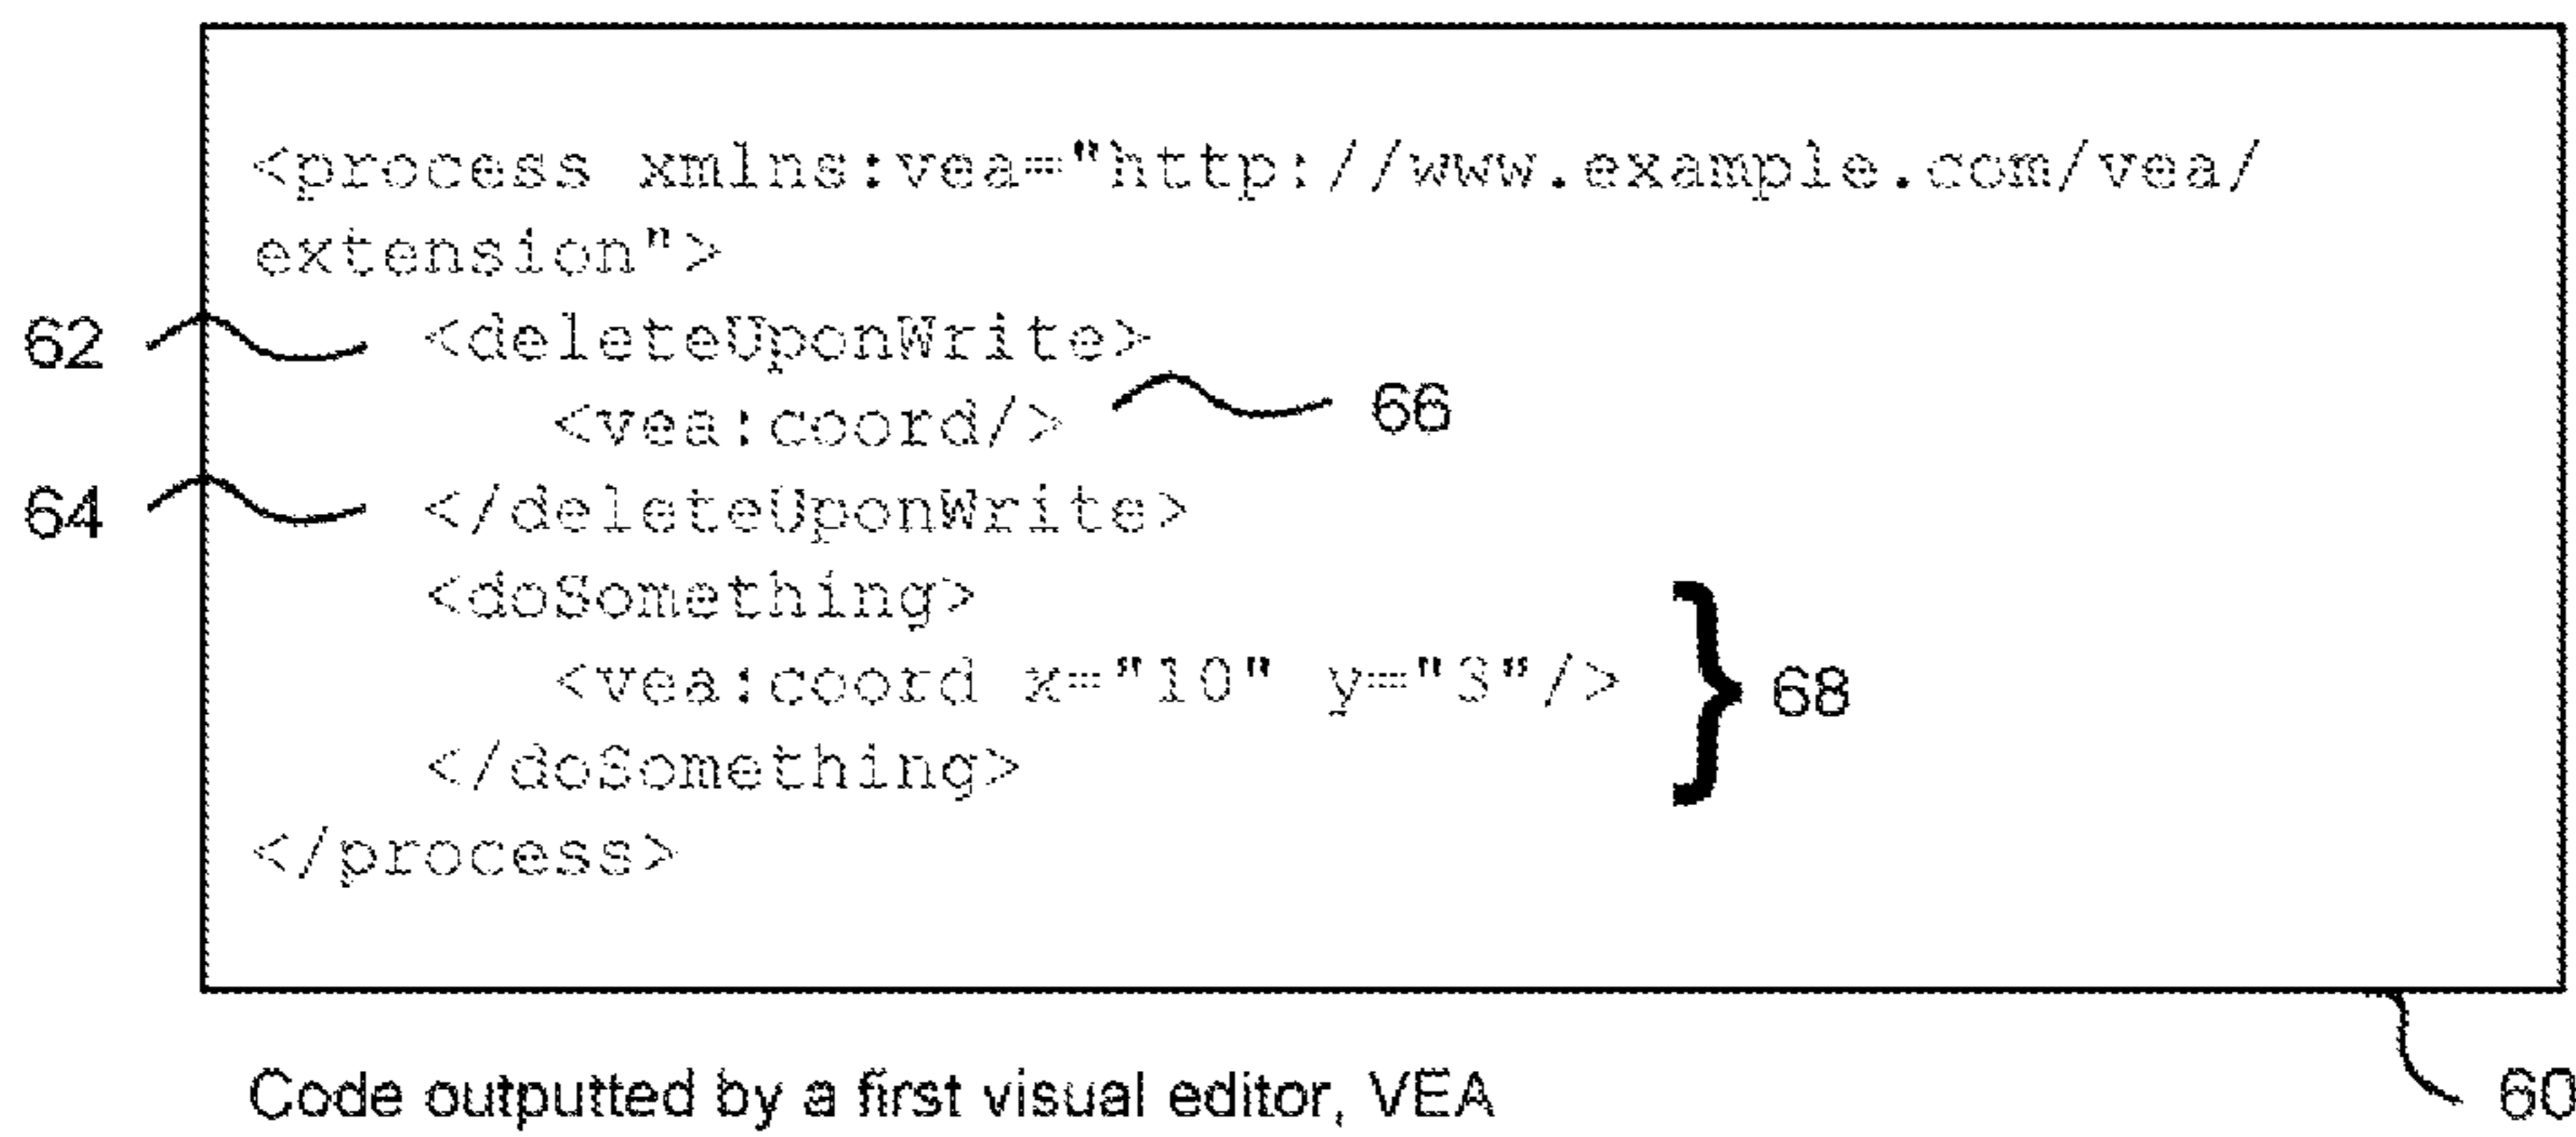 <process xmlns:vea="http://www.example.com/vea/
extension">
62 <deleteUponWrite>
<vea:coord/> 66
64 </deleteUponWrite>
<doSomething>
<vea:coord x="10" y="3"/> 68
</doSomething>
</process>
Code outputted by a first visual editor, VEA 60